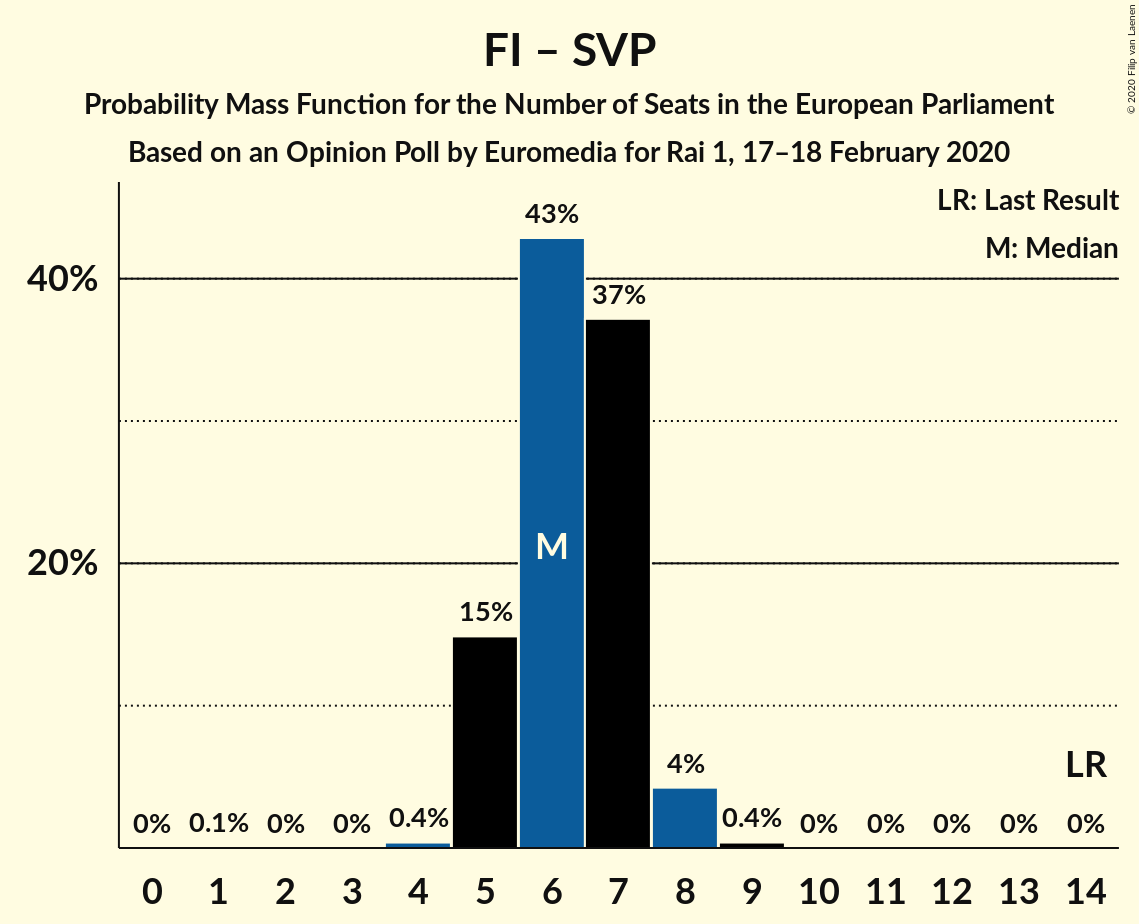 FI – SVP
Probability Mass Function for the Number of Seats in the European Parliament
Based on an Opinion Poll by Euromedia for Rai 1, 17–18 February 2020
© 2020 Filip van Laenen
LR: Last Result
M: Median
43%
40%
37%
M
20%
15%
4%
LR
0% 0.1% 0% 0% 0.4% 0.4% 0% 0% 0% 0% 0%
0 1 2 3 4 5 6 7 8 9 10 11 12 13 14